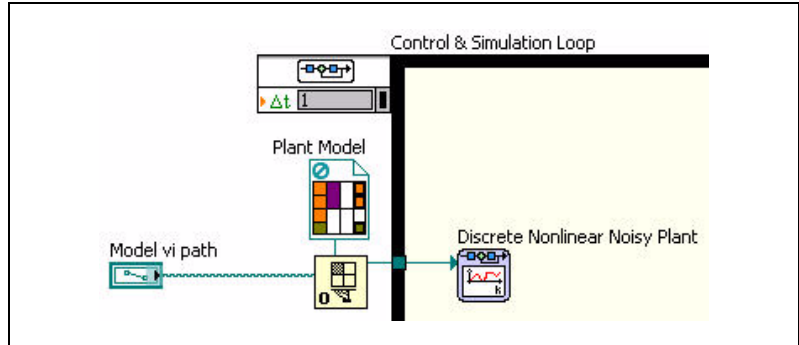 Control & Simulation Loop
Δt 1
Plant Model
Model vi path
0
Discrete Nonlinear Noisy Plant
k